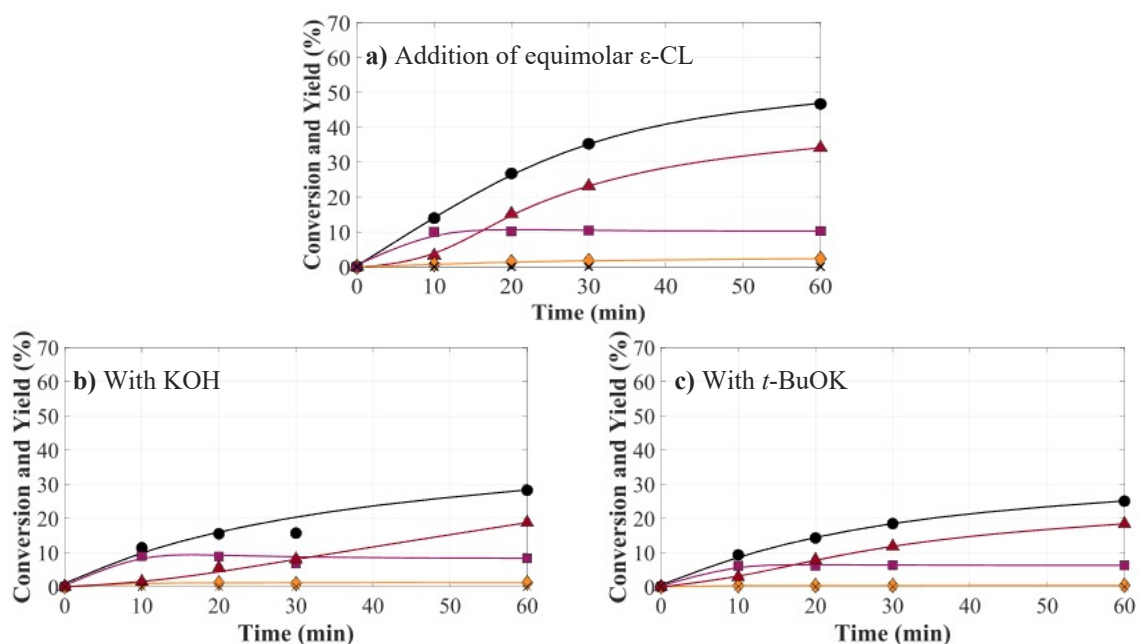 a) Addition of equimolar ε-CL
Conversion and Yield (%)
70
60
50
40
30
20
10
0
0 10 20 30 40 50 60
Time (min)
b) With KOH
Conversion and Yield (%)
70
60
50
40
30
20
10
0
0 10 20 30 40 50 60
Time (min)
c) With t-BuOK
Conversion and Yield (%)
70
60
50
40
30
20
10
0
0 10 20 30 40 50 60
Time (min)